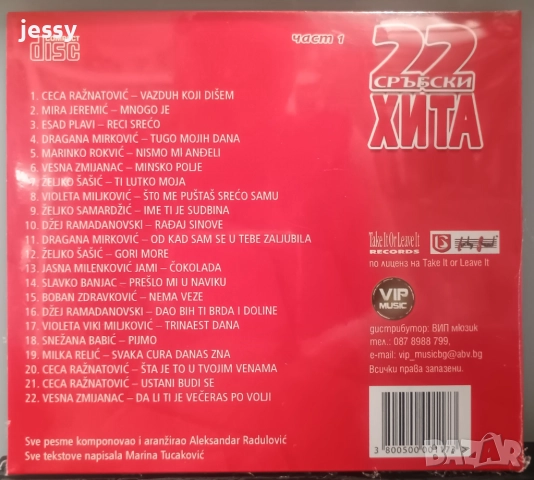 jessy
COMPACT
disc
част 1
22
СРЪБСКИ
ХИТА
1. CECA RAŽNATOVIĆ – VAZDUH KOJI DIŠEM
2. MIRA JEREMIĆ – MNOGO JE
3. ESAD PLAVI – RECI SREĆO
4. DRAGANA MIRKOVIĆ – TUGO MOJIH DANA
5. MARINKO ROKVIĆ – NISMO MI ANĐELI
6. VESNA ZMIJANAC – MINSKO POLJE
7. ŽELJKO ŠAŠIĆ – TI LUTKO MOJA
8. VIOLETA MILJKOVIĆ – ŠTO ME PUŠTAŠ SREĆO SAMU
9. ŽELJKO SAMARDŽIĆ – IME TI JE SUDBINA
10. DŽEJ RAMADANOVSKI – RAĐAJ SINOVE
11. DRAGANA MIRKOVIĆ – OD KAD SAM SE U TEBE ZALJUBILA
12. ŽELJKO ŠAŠIĆ – GORI MORE
13. JASNA MILENKOVIĆ JAMI – ČOKOLADA
14. SLAVKO BANJAC – PREŠLO MI U NAVIKU
15. BOBAN ZDRAVKOVIĆ – NEMA VEZE
16. DŽEJ RAMADANOVSKI – DAO BIH TI BRDA I DOLINE
17. VIOLETA VIKI MILJKOVIĆ – TRINAEST DANA
18. SNEŽANA BABIĆ – PIJMO
19. MILKA RELIĆ – SVAKA CURA DANAS ZNA
20. CECA RAŽNATOVIĆ – ŠTA JE TO U TVOJIM VENAMA
21. CECA RAŽNATOVIĆ – USTANI BUDI SE
22. VESNA ZMIJANAC – DA LI TI JE VEČERAS PO VOLJI
Sve pesme komponovao i aranžirao Aleksandar Radulović
Sve tekstove napisala Marina Tucaković
Take It Or Leave It
RECORDS
по лиценз на Take It or Leave It
VIP
MUSIC
дистрибутор: ВИП мюзик
тел.: 087 8988 799,
e-mail: vip_musicbg@abv.bg
Всички права запазени.
БАZАР